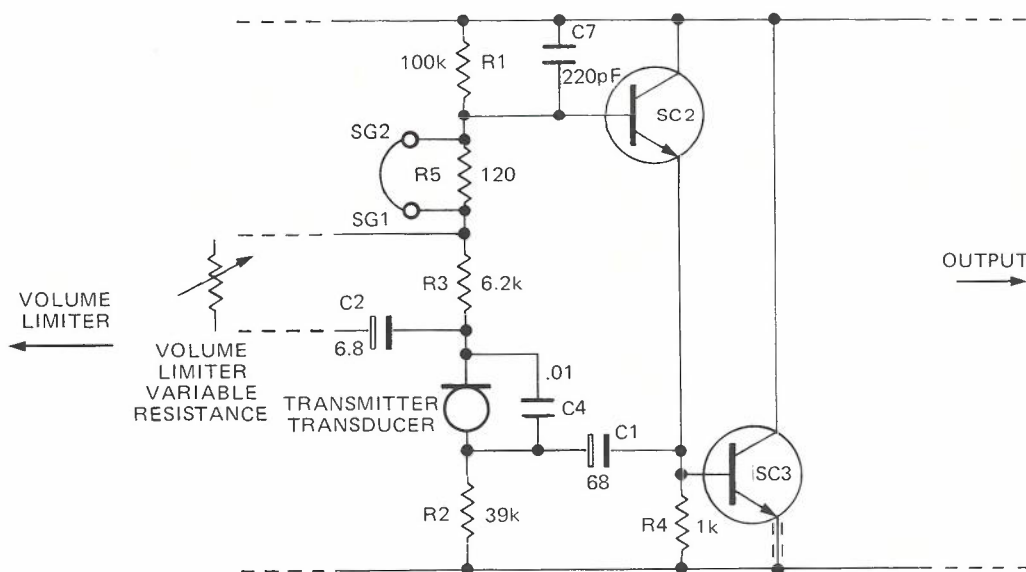 C7
100k R1
220pF
SC2
SG2
R5 120
SG1
R3 6.2k
OUTPUT
VOLUME
LIMITER
C2
6.8
VOLUME
LIMITER
VARIABLE
RESISTANCE
.01
TRANSMITTER
TRANSDUCER
C4
C1
68
SC3
R2 39k
R4 1k